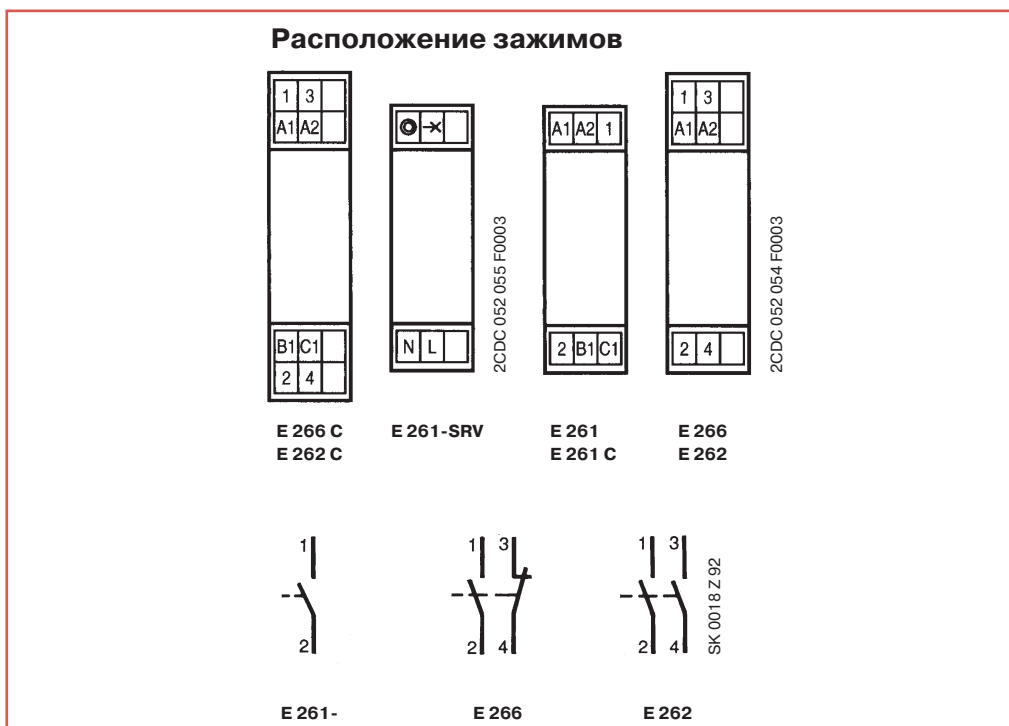 Расположение зажимов
1 3
A1 A2
B1 C1
2 4
E 266 C
E 262 C
N L
E 261-SRV
2CDC 052 055 F0003
A1 A2 1
2 B1 C1
E 261
E 261 C
1 3
A1 A2
2 4
E 266
E 262
2CDC 052 054 F0003
1
2
E 261-
1 3
2 4
E 266
1 3
2 4
E 262
SK 0018 Z 92